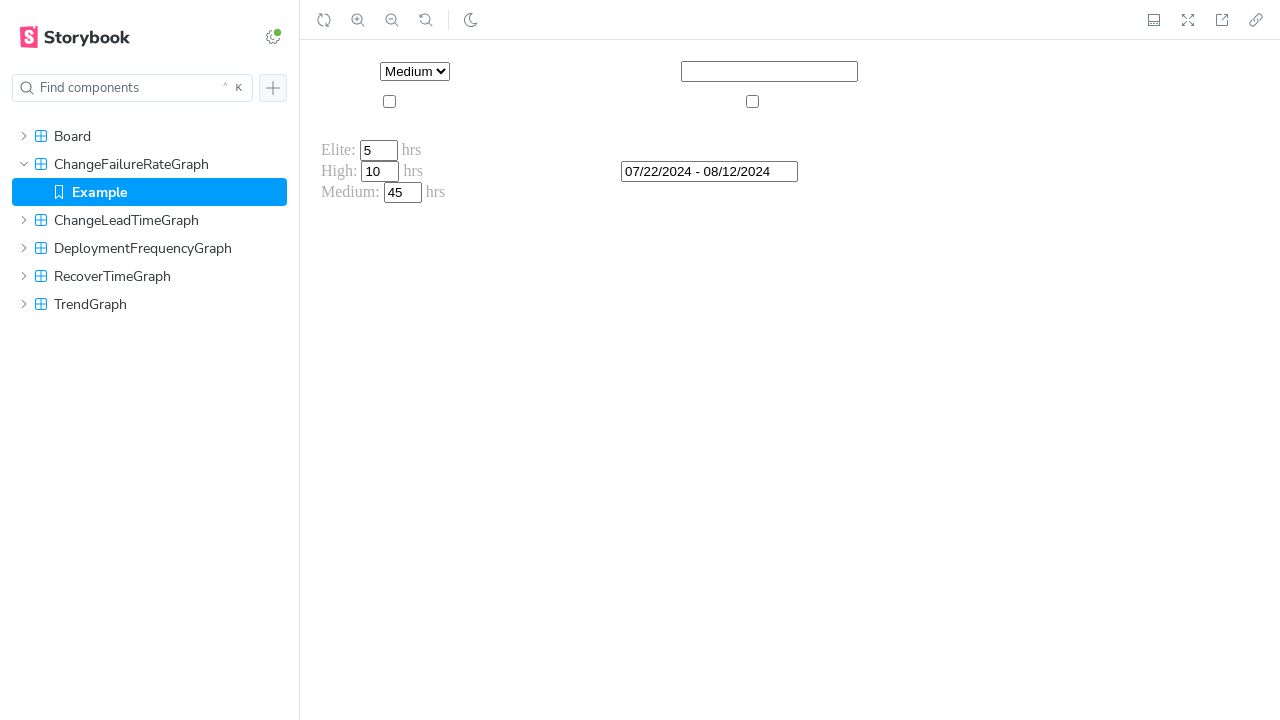 Storybook
Find components
^ K
Board
ChangeFailureRateGraph
Example
ChangeLeadTimeGraph
DeploymentFrequencyGraph
RecoverTimeGraph
TrendGraph
Medium
Elite: 5 hrs
High: 10 hrs
Medium: 45 hrs
07/22/2024 - 08/12/2024